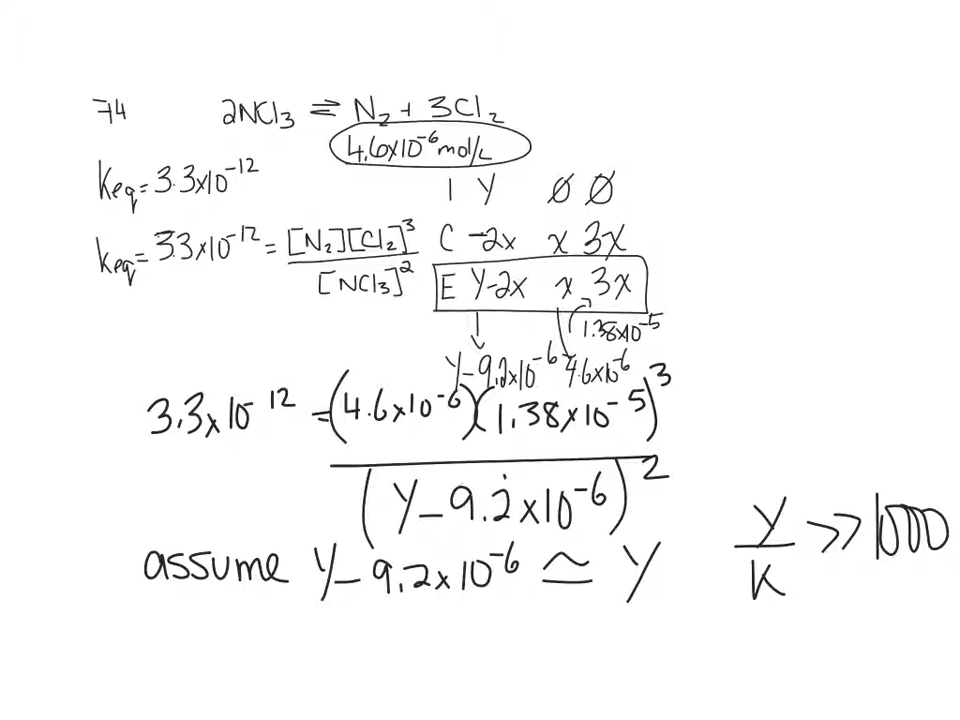 74 2NCl₃ ⇌ N₂ + 3Cl₂
4.6x10⁻⁶ mol/L
Keq = 3.3x10⁻¹²
I Y ∅ ∅
Keq = 3.3x10⁻¹² = [N₂][Cl₂]³ / [NCl₃]²
C -2x x 3x
E Y-2x x 3x
1.38x10⁻⁵
Y-9.2x10⁻⁶ 4.6x10⁻⁶
3.3x10⁻¹² = (4.6x10⁻⁶)(1.38x10⁻⁵)³ / (Y-9.2x10⁻⁶)²
assume Y-9.2x10⁻⁶ ≃ Y
Y/K >> 1000